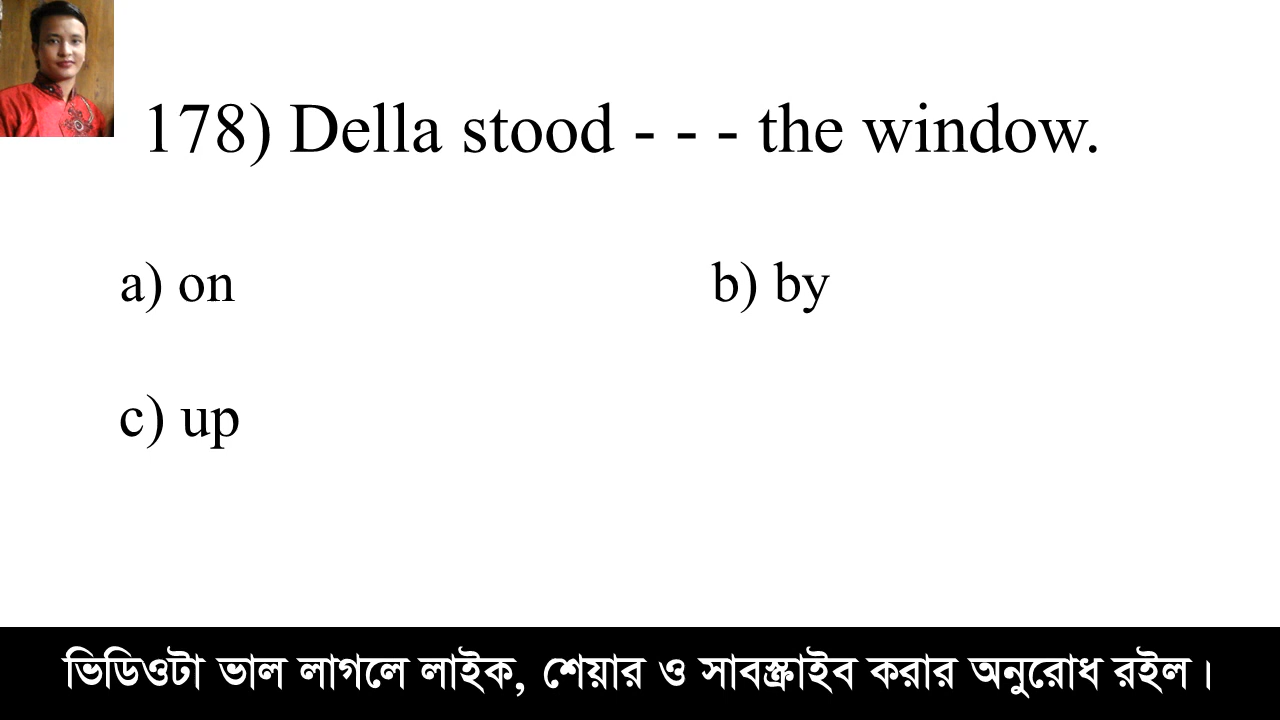 178) Della stood - - - the window.
a) on
b) by
c) up
ভিডিওটা ভাল লাগলে লাইক, শেয়ার ও সাবস্ক্রাইব করার অনুরোধ রইল।